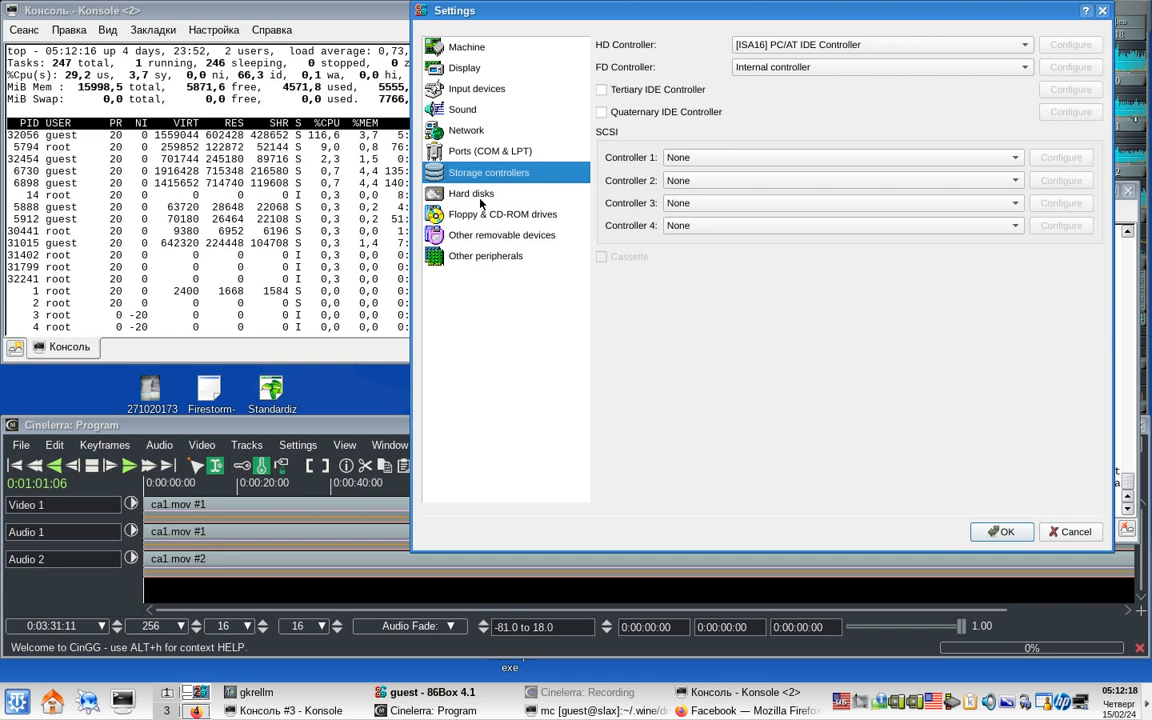 Консоль - Konsole <2>
Сеанс Правка Вид Закладки Настройка Справка
top - 05:12:16 up 4 days, 23:52, 2 users, load average: 0,73,
Tasks: 247 total, 1 running, 246 sleeping, 0 stopped, 0 z
%Cpu(s): 29,2 us, 3,7 sy, 0,0 ni, 66,3 id, 0,1 wa, 0,0 hi,
MiB Mem : 15998,5 total, 5871,6 free, 4571,8 used, 5555,
MiB Swap: 0,0 total, 0,0 free, 0,0 used. 7766,
PID USER PR NI VIRT RES SHR S %CPU %MEM
32056 guest 20 0 1559044 602428 428652 S 116,6 3,7 5:
5794 root 20 0 259852 122872 52144 S 9,0 0,8 76:
32454 guest 20 0 701744 245180 89716 S 2,3 1,5 0:
6730 guest 20 0 1916428 715348 216580 S 0,7 4,4 135:
6898 guest 20 0 1415652 714740 119608 S 0,7 4,4 140:
14 root 20 0 0 0 0 I 0,3 0,0 8:
5888 guest 20 0 63720 28648 22068 S 0,3 0,2 4:
5912 guest 20 0 70180 26464 22108 S 0,3 0,2 51:
30441 root 20 0 9380 6952 6196 S 0,3 0,0 1:
31015 guest 20 0 642320 224448 104708 S 0,3 1,4 7:
31402 root 20 0 0 0 0 I 0,3 0,0 0:
31799 root 20 0 0 0 0 I 0,3 0,0 0:
32241 root 20 0 0 0 0 I 0,3 0,0 0:
1 root 20 0 2400 1668 1584 S 0,0 0,0 0:
2 root 20 0 0 0 0 S 0,0 0,0 0:
3 root 0 -20 0 0 0 I 0,0 0,0 0:
4 root 0 -20 0 0 0 I 0,0 0,0 0:
Консоль
Settings
Machine
Display
Input devices
Sound
Network
Ports (COM & LPT)
Storage controllers
Hard disks
Floppy & CD-ROM drives
Other removable devices
Other peripherals
HD Controller: [ISA16] PC/AT IDE Controller Configure
FD Controller: Internal controller Configure
Tertiary IDE Controller Configure
Quaternary IDE Controller Configure
SCSI
Controller 1: None Configure
Controller 2: None Configure
Controller 3: None Configure
Controller 4: None Configure
Cassette
OK Cancel
271020173 Firestorm- Standardiz
Cinelerra: Program
File Edit Keyframes Audio Video Tracks Settings View Window
0:01:01:06 0:00:00:00 0:00:20:00 0:00:40:00
Video 1 ca1.mov #1
Audio 1 ca1.mov #1
Audio 2 ca1.mov #2
0:03:31:11 256 16 16 Audio Fade: -81.0 to 18.0 0:00:00:00 0:00:00:00 0:00:00:00 1.00
Welcome to CinGG - use ALT+h for context HELP. 0%
exe
1 3 4 gkrellm guest - 86Box 4.1 Cinelerra: Recording Консоль - Konsole <2>
Консоль #3 - Konsole Cinelerra: Program mc [guest@slax]:~/.wine/d Facebook — Mozilla Firefox
05:12:18
Четверг
15/02/24